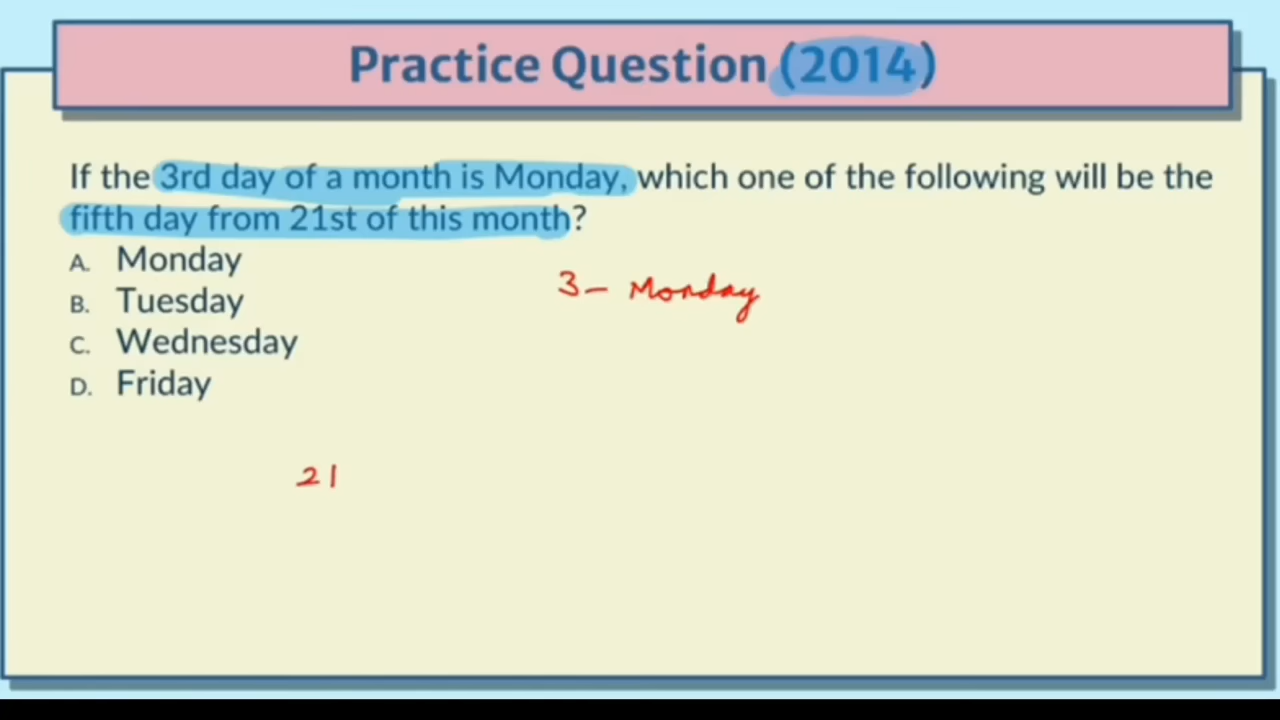 Practice Question (2014)
If the 3rd day of a month is Monday, which one of the following will be the
fifth day from 21st of this month?
A. Monday
B. Tuesday
C. Wednesday
D. Friday
3 - Monday
21